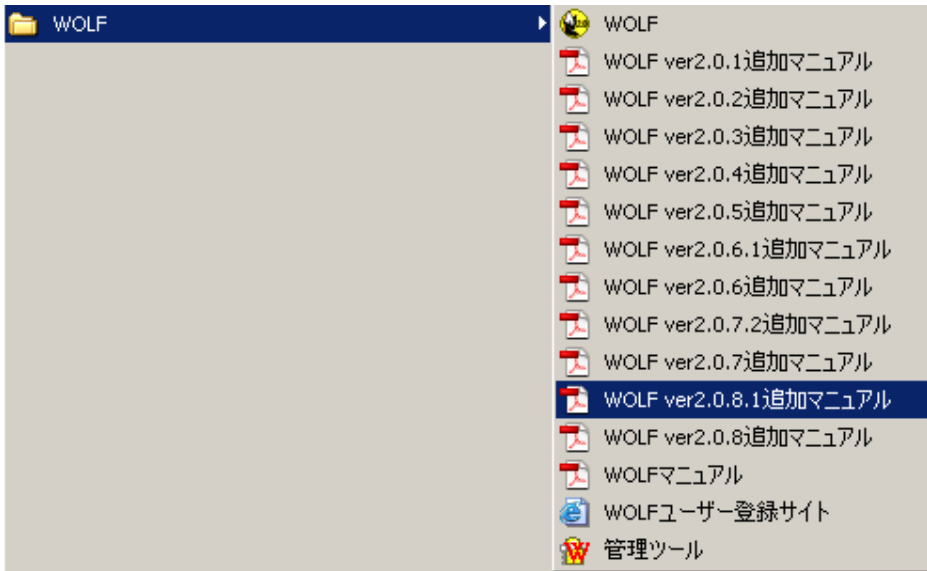 WOLF
WOLF
WOLF ver2.0.1追加マニュアル
WOLF ver2.0.2追加マニュアル
WOLF ver2.0.3追加マニュアル
WOLF ver2.0.4追加マニュアル
WOLF ver2.0.5追加マニュアル
WOLF ver2.0.6.1追加マニュアル
WOLF ver2.0.6追加マニュアル
WOLF ver2.0.7.2追加マニュアル
WOLF ver2.0.7追加マニュアル
WOLF ver2.0.8.1追加マニュアル
WOLF ver2.0.8追加マニュアル
WOLFマニュアル
WOLFユーザー登録サイト
管理ツール